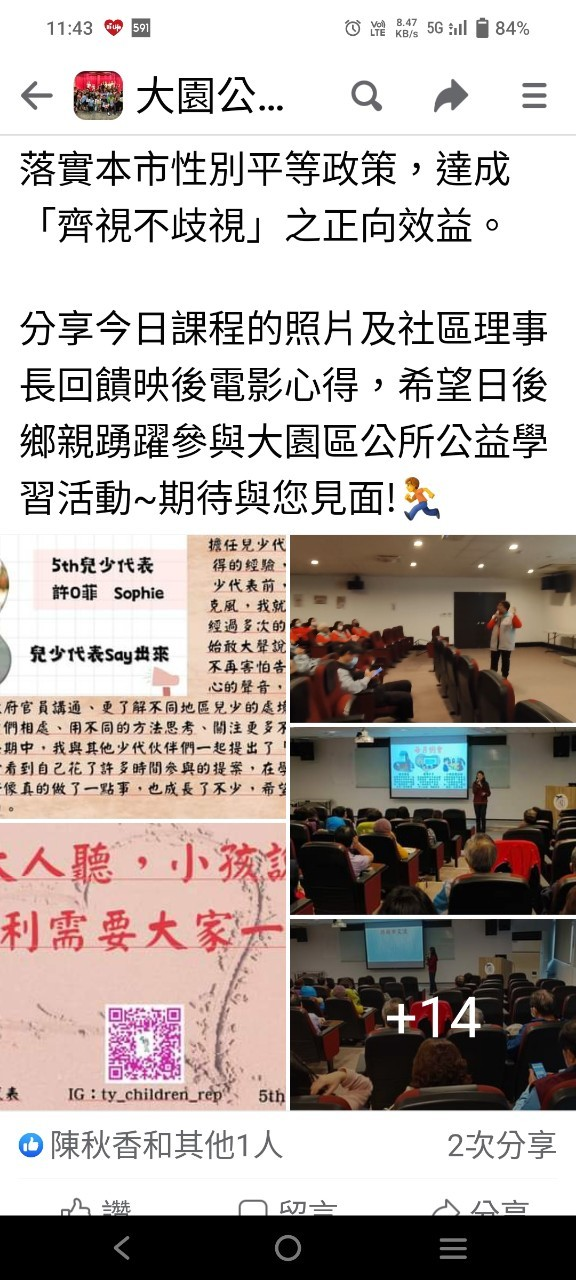 11:43
591
Vol) LTE
8.47 KB/s
5G
84%
大園公...
落實本市性別平等政策，達成
「齊視不歧視」之正向效益。
分享今日課程的照片及社區理事
長回饋映後電影心得，希望日後
鄉親踴躍參與大園區公所公益學
習活動~期待與您見面!
5th兒少代表
許O菲 Sophie
兒少代表Say出來
擔任兒少代
得的經驗，
少代表前，
克風，我就
經過多次的
始敢大聲說
不再害怕告
心的聲音，
府官員講通、更了解不同地區兒少的處境
們相處、用不同的方法思考、關注更多不
期中，我與其他少代伙伴們一起提出了
看到自己花了許多時間參與的提案，在學
像真的做了一點事，也成長了不少，希望
大人聽，小孩說
利需要大家一
表
IG：ty_children_rep
5th
+14
陳秋香和其他1人
2次分享
讚
留言
分享